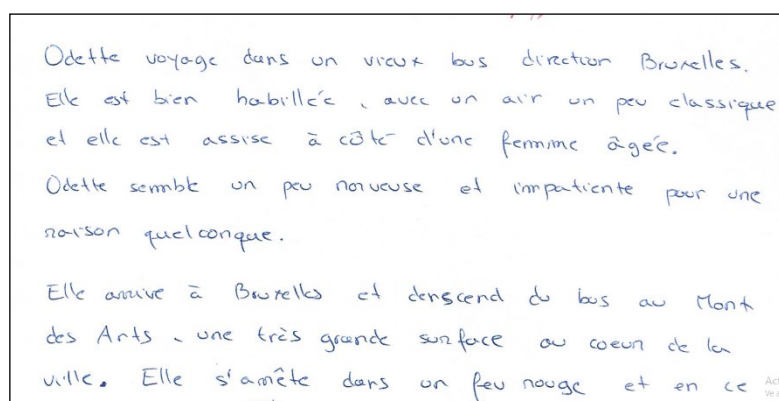 Odette voyage dans un vieux bus direction Bruxelles.
Elle est bien habillée, avec un air un peu classique
et elle est assise à côté d'une femme âgée.
Odette semble un peu norveuse et impatiente pour une
raison quelconque.
Elle arrive à Bruxelles et denscend du bus au Mont
des Arts, une très grande surface au coeur de la
ville. Elle s'arrête dans un feu rouge et en ce